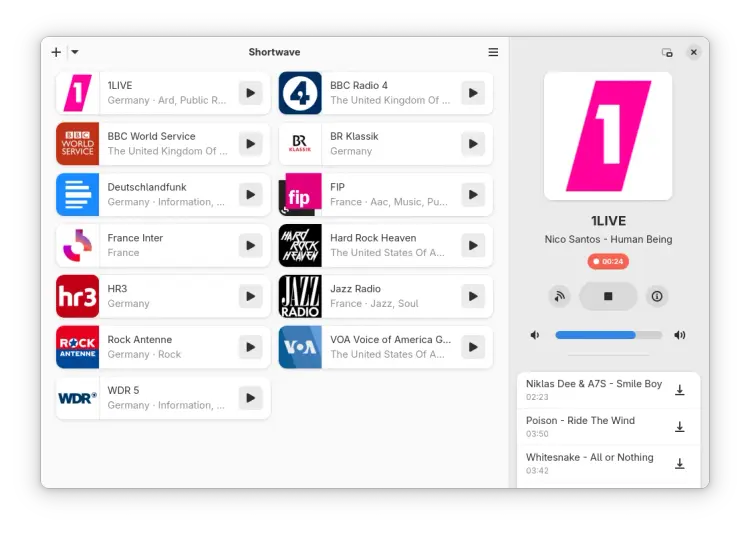 Shortwave
1
1LIVE
Germany · Ard, Public R...
4
BBC Radio 4
The United Kingdom Of ...
BBC
WORLD
SERVICE
BBC World Service
The United Kingdom Of ...
BR
KLASSIK
BR Klassik
Germany
Deutschlandfunk
Germany · Information, ...
fip
FIP
France · Aac, Music, Pu...
France Inter
France
HARD
ROCK
HEAVEN
Hard Rock Heaven
The United States Of A...
hr3
HR3
Germany
JAZZ
RADIO
Jazz Radio
France · Jazz, Soul
ROCK
ANTENNE
Rock Antenne
Germany · Rock
VOA
VOA Voice of America G...
The United States Of A...
WDR
WDR 5
Germany · Information, ...
1
1LIVE
Nico Santos - Human Being
00:24
Niklas Dee & A7S - Smile Boy
02:23
Poison - Ride The Wind
03:50
Whitesnake - All or Nothing
03:42